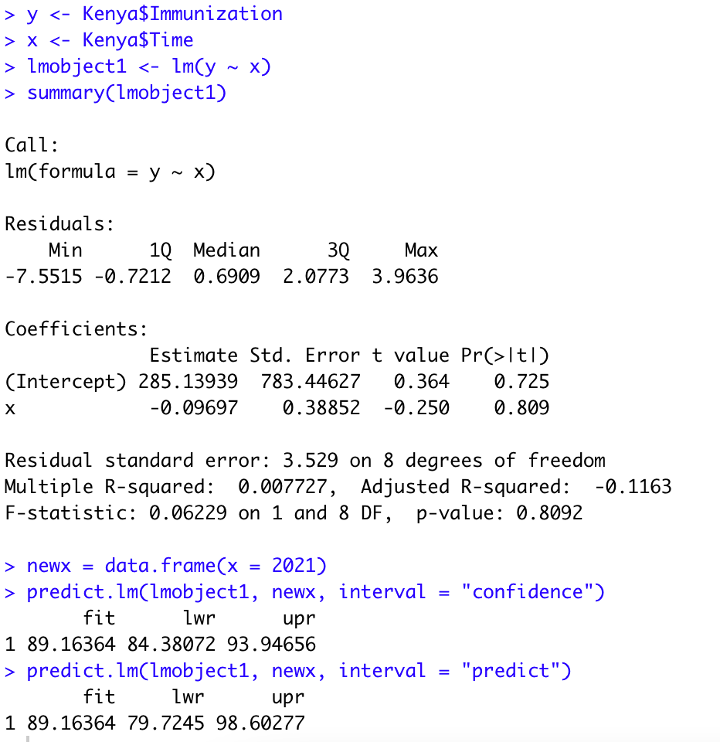 > y <- Kenya$Immunization
> x <- Kenya$Time
> lmobject1 <- lm(y ~ x)
> summary(lmobject1)
Call:
lm(formula = y ~ x)
Residuals:
    Min      1Q  Median      3Q     Max
-7.5515 -0.7212  0.6909  2.0773  3.9636
Coefficients:
             Estimate Std. Error t value Pr(>|t|)
(Intercept) 285.13939  783.44627   0.364    0.725
x            -0.09697    0.38852  -0.250    0.809
Residual standard error: 3.529 on 8 degrees of freedom
Multiple R-squared:  0.007727,  Adjusted R-squared:  -0.1163
F-statistic: 0.06229 on 1 and 8 DF,  p-value: 0.8092
> newx = data.frame(x = 2021)
> predict.lm(lmobject1, newx, interval = "confidence")
       fit      lwr      upr
1 89.16364 84.38072 93.94656
> predict.lm(lmobject1, newx, interval = "predict")
       fit     lwr      upr
1 89.16364 79.7245 98.60277